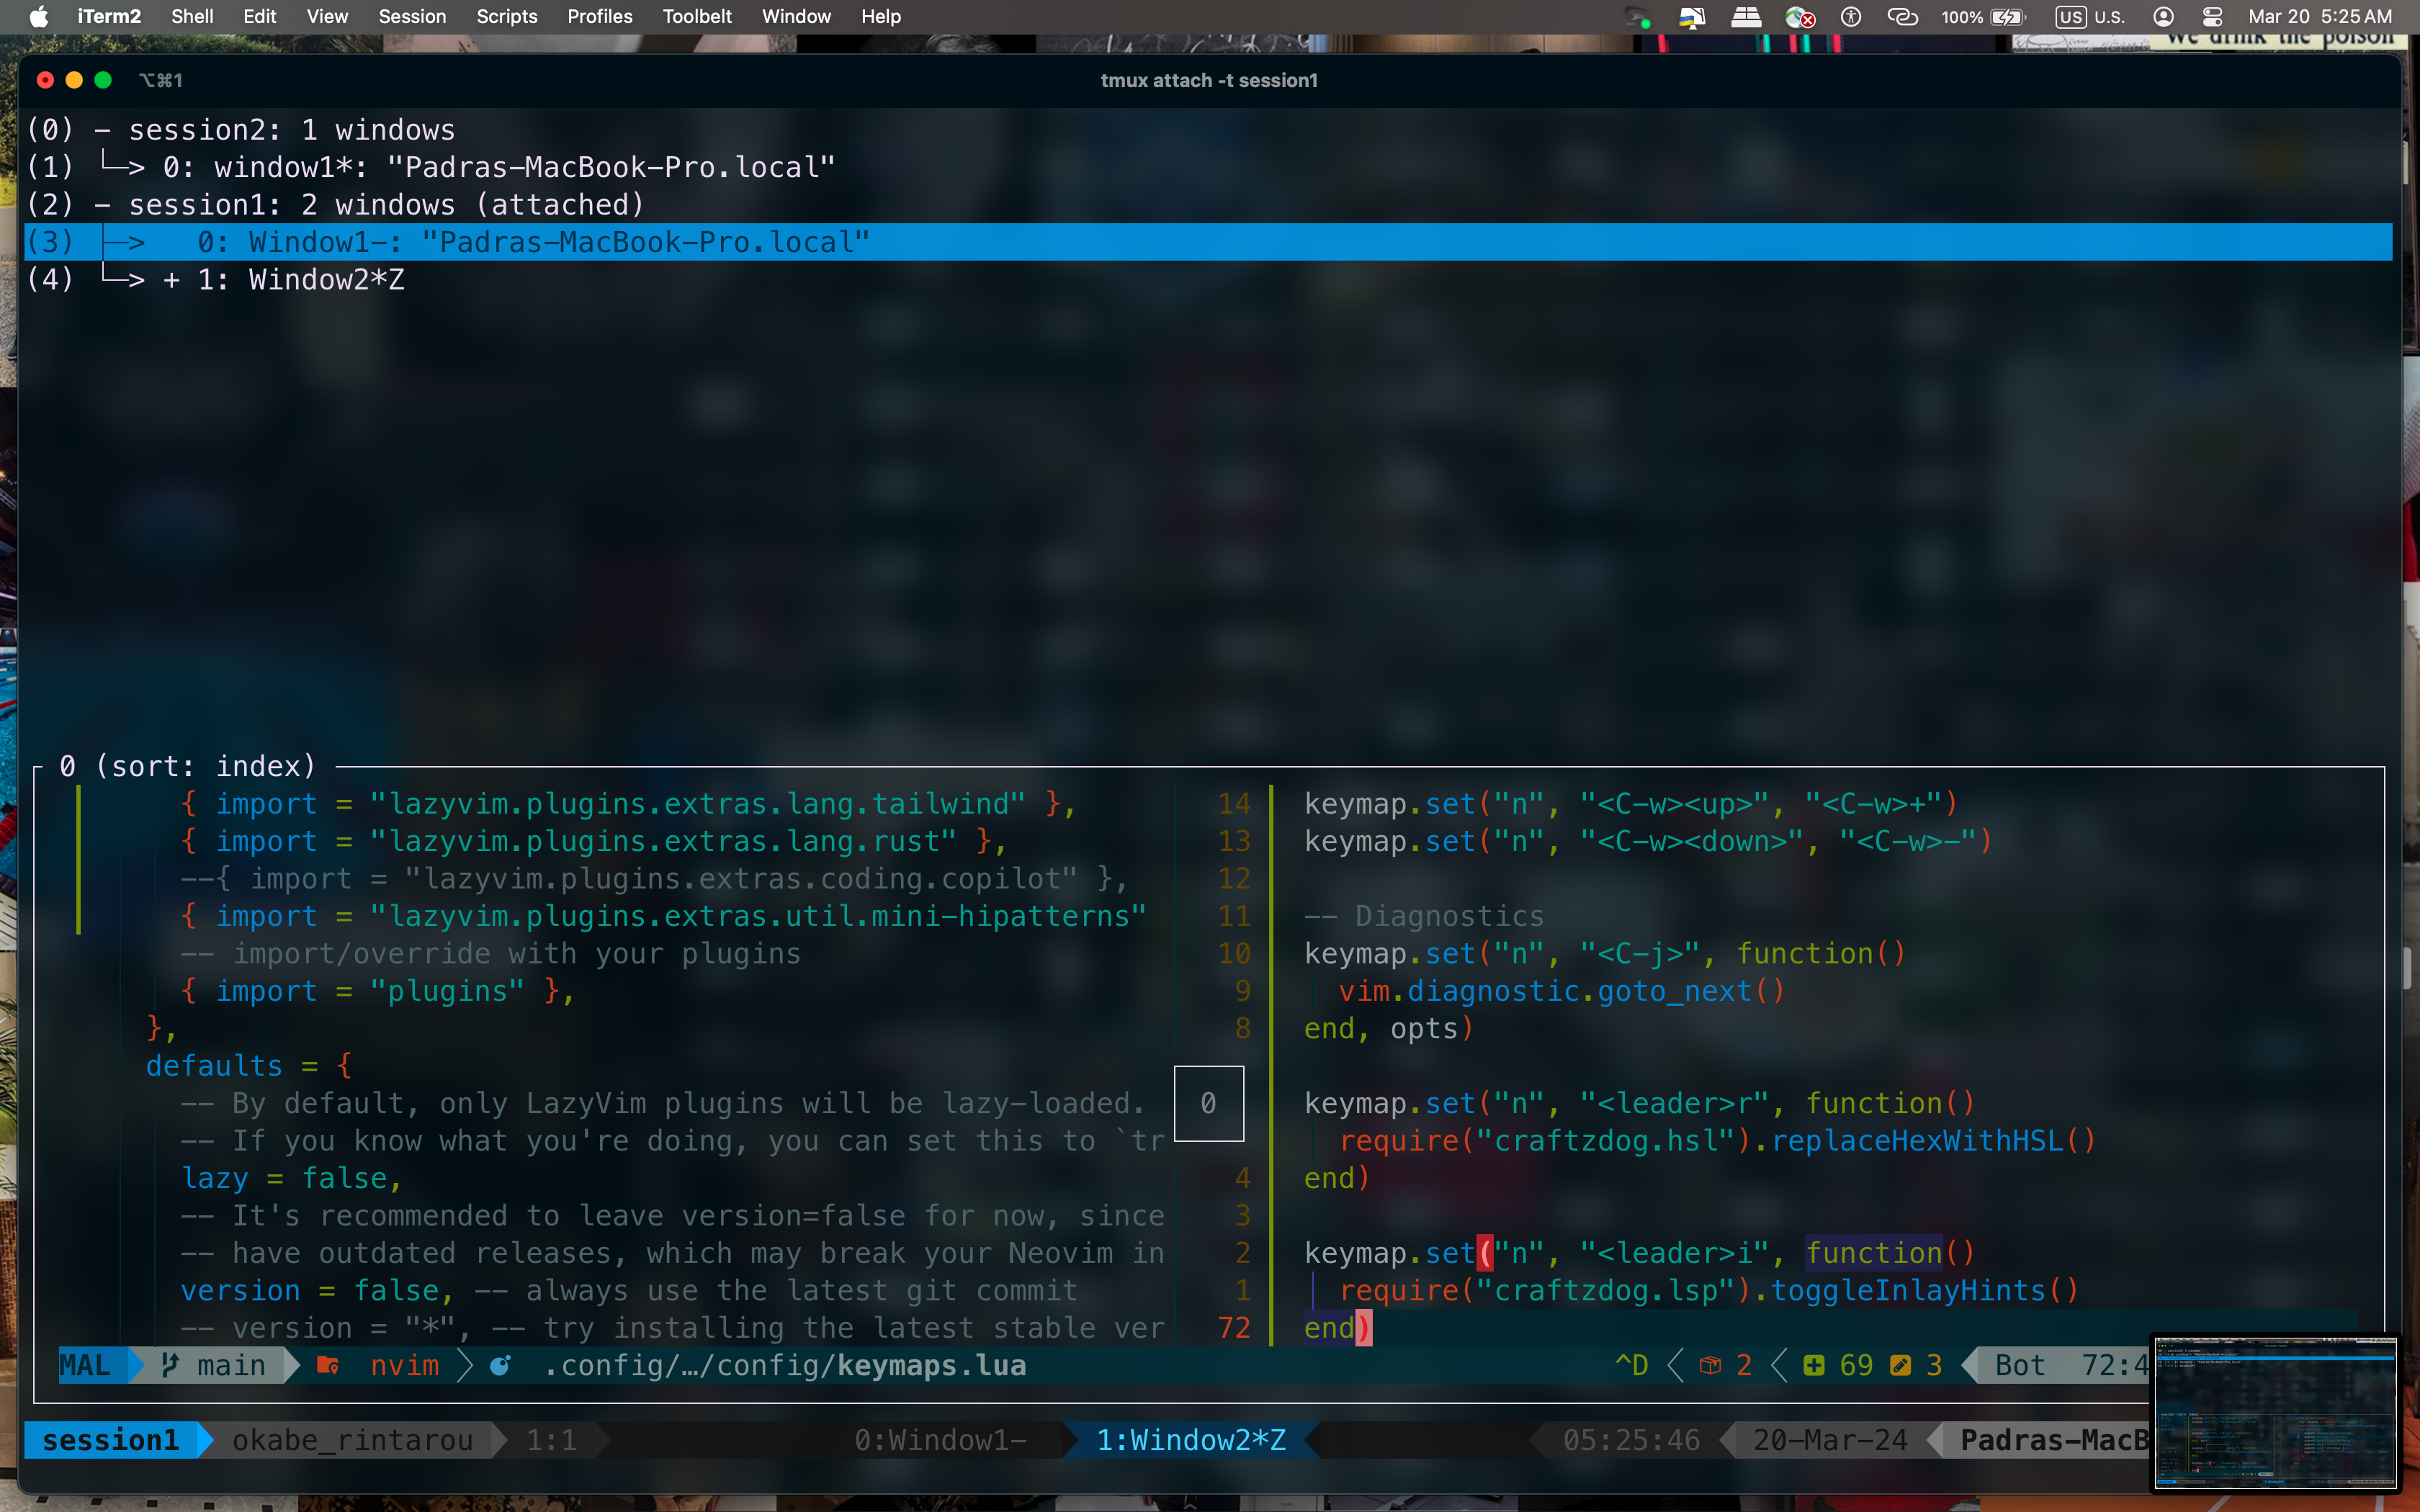 iTerm2 Shell Edit View Session Scripts Profiles Toolbelt Window Help 100% US U.S. Mar 20 5:25 AM
We drink the poison
⌥⌘1 tmux attach -t session1
(0) - session2: 1 windows
(1) └─> 0: window1*: "Padras-MacBook-Pro.local"
(2) - session1: 2 windows (attached)
(3) ├─>   0: Window1-: "Padras-MacBook-Pro.local"
(4) └─> + 1: Window2*Z
0 (sort: index)
{ import = "lazyvim.plugins.extras.lang.tailwind" },
{ import = "lazyvim.plugins.extras.lang.rust" },
--{ import = "lazyvim.plugins.extras.coding.copilot" },
{ import = "lazyvim.plugins.extras.util.mini-hipatterns"
-- import/override with your plugins
{ import = "plugins" },
},
defaults = {
-- By default, only LazyVim plugins will be lazy-loaded.
-- If you know what you're doing, you can set this to `tr
lazy = false,
-- It's recommended to leave version=false for now, since
-- have outdated releases, which may break your Neovim in
version = false, -- always use the latest git commit
-- version = "*", -- try installing the latest stable ver
0
14 keymap.set("n", "<C-w><up>", "<C-w>+")
13 keymap.set("n", "<C-w><down>", "<C-w>-")
12
11 -- Diagnostics
10 keymap.set("n", "<C-j>", function()
9 vim.diagnostic.goto_next()
8 end, opts)
keymap.set("n", "<leader>r", function()
require("craftzdog.hsl").replaceHexWithHSL()
4 end)
3
2 keymap.set("n", "<leader>i", function()
1 require("craftzdog.lsp").toggleInlayHints()
72 end)
MAL main nvim .config/…/config/keymaps.lua ^D 2 69 3 Bot 72:4
session1 okabe_rintarou 1:1 0:Window1- 1:Window2*Z 05:25:46 20-Mar-24 Padras-MacB